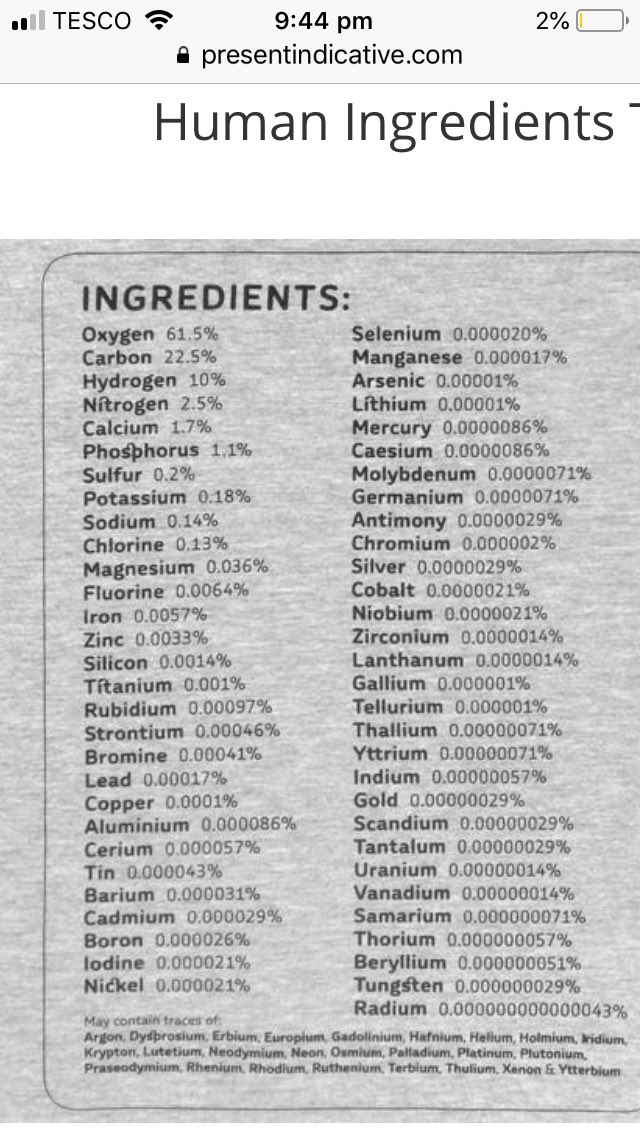 TESCO 9:44 pm 2%
presentindicative.com
Human Ingredients
INGREDIENTS:
Oxygen 61.5%
Carbon 22.5%
Hydrogen 10%
Nitrogen 2.5%
Calcium 1.7%
Phosphorus 1.1%
Sulfur 0.2%
Potassium 0.18%
Sodium 0.14%
Chlorine 0.13%
Magnesium 0.036%
Fluorine 0.0064%
Iron 0.0057%
Zinc 0.0033%
Silicon 0.0014%
Titanium 0.001%
Rubidium 0.00097%
Strontium 0.00046%
Bromine 0.00041%
Lead 0.00017%
Copper 0.0001%
Aluminium 0.000086%
Cerium 0.000057%
Tin 0.000043%
Barium 0.000031%
Cadmium 0.000029%
Boron 0.000026%
Iodine 0.000021%
Nickel 0.000021%
Selenium 0.000020%
Manganese 0.000017%
Arsenic 0.00001%
Lithium 0.00001%
Mercury 0.0000086%
Caesium 0.0000086%
Molybdenum 0.0000071%
Germanium 0.0000071%
Antimony 0.0000029%
Chromium 0.000002%
Silver 0.0000029%
Cobalt 0.0000021%
Niobium 0.0000021%
Zirconium 0.0000014%
Lanthanum 0.0000014%
Gallium 0.000001%
Tellurium 0.000001%
Thallium 0.00000071%
Yttrium 0.00000071%
Indium 0.00000057%
Gold 0.00000029%
Scandium 0.00000029%
Tantalum 0.00000029%
Uranium 0.00000014%
Vanadium 0.00000014%
Samarium 0.000000071%
Thorium 0.000000057%
Beryllium 0.000000051%
Tungsten 0.000000029%
Radium 0.000000000000043%
May contain traces of:
Argon, Dysprosium, Erbium, Europium, Gadolinium, Hafnium, Helium, Holmium, Iridium,
Krypton, Lutetium, Neodymium, Neon, Osmium, Palladium, Platinum, Plutonium,
Praseodymium, Rhenium, Rhodium, Ruthenium, Terbium, Thulium, Xenon & Ytterbium